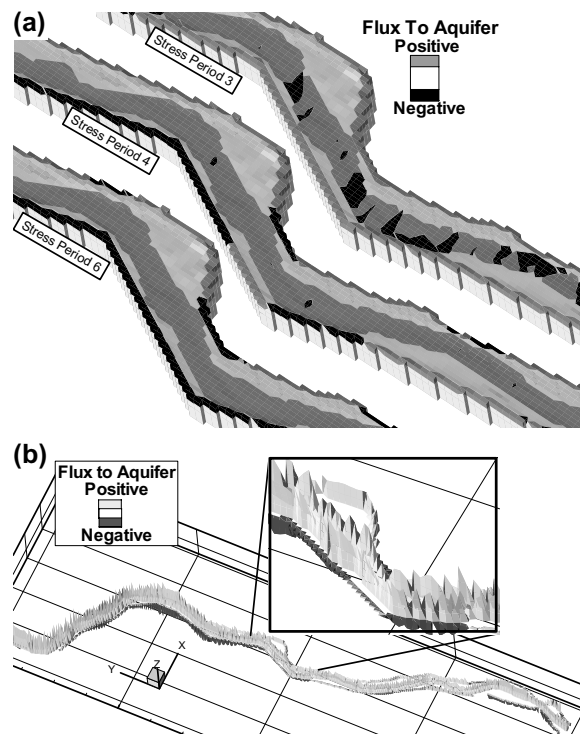 (a)
Flux To Aquifer
Positive
Negative
Stress Period 3
Stress Period 4
Stress Period 6
(b)
Flux to Aquifer
Positive
Negative
X
Y
Z